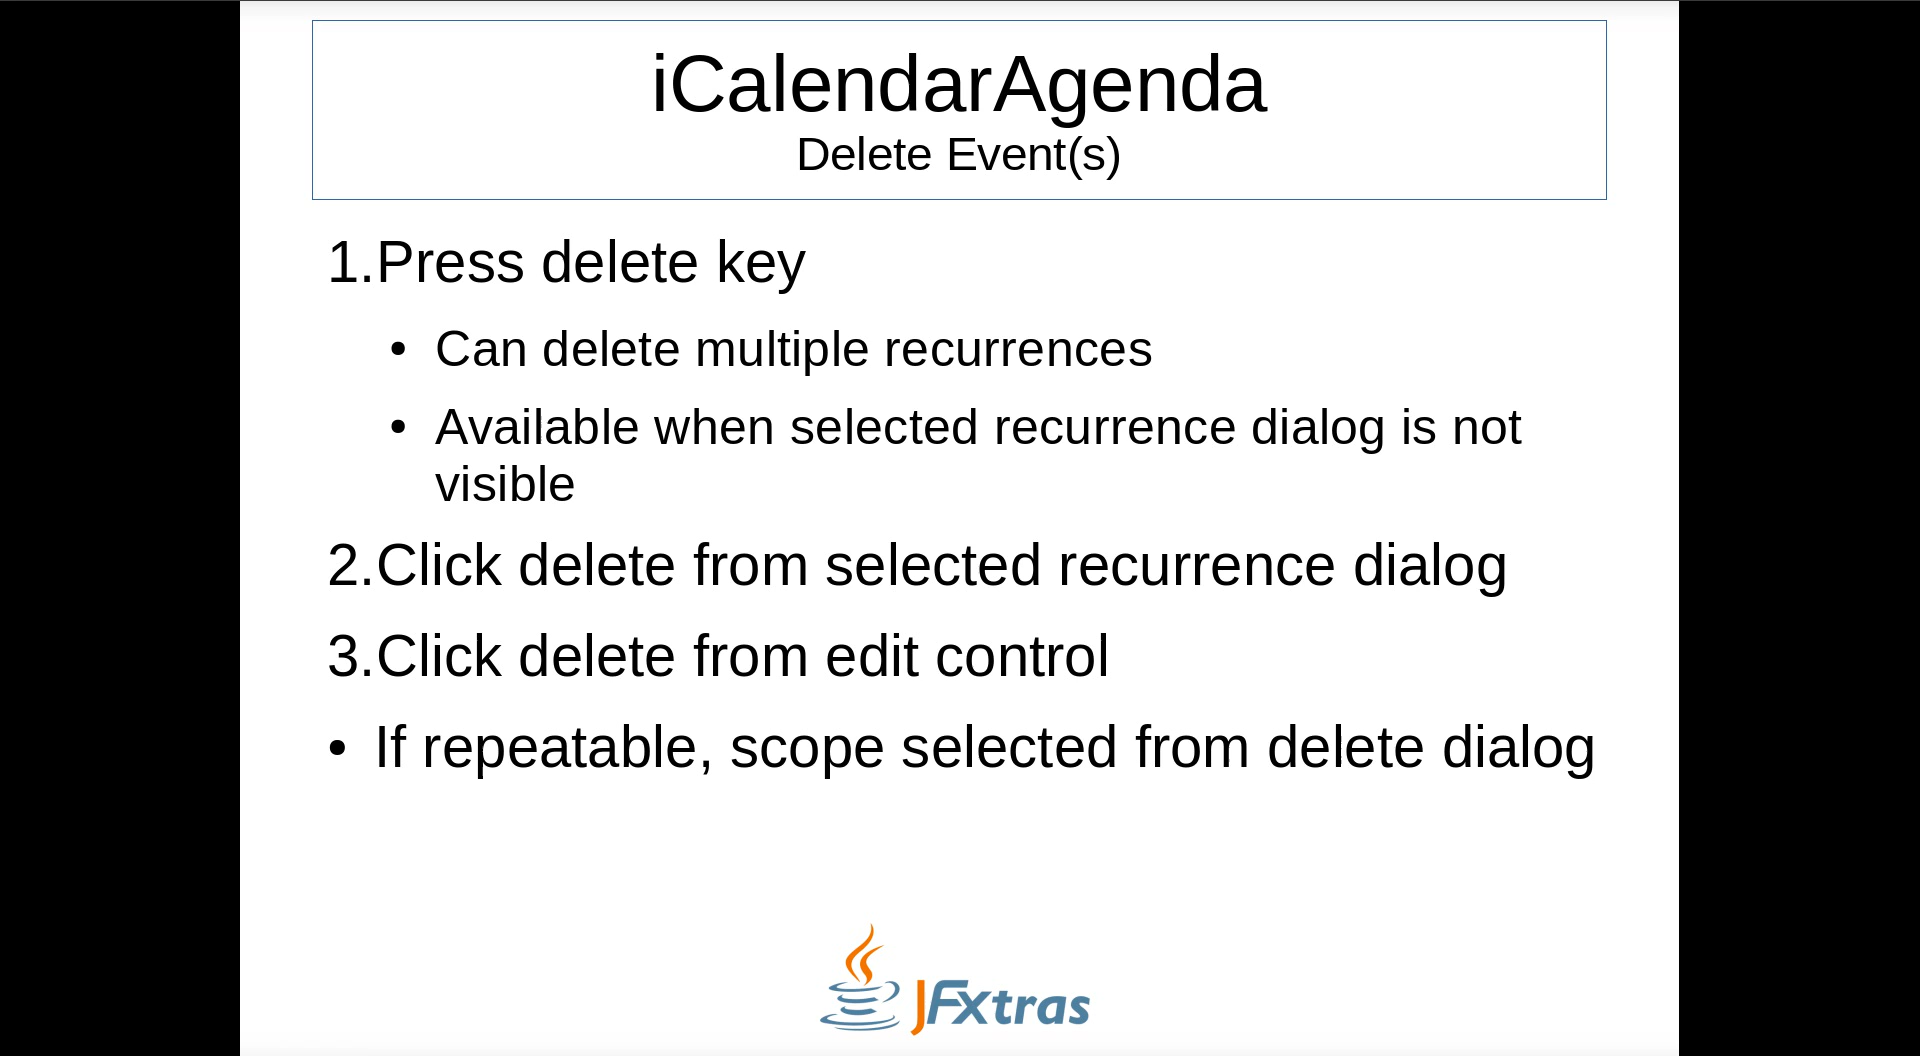 iCalendarAgenda
Delete Event(s)
1.Press delete key
• Can delete multiple recurrences
• Available when selected recurrence dialog is not
visible
2.Click delete from selected recurrence dialog
3.Click delete from edit control
• If repeatable, scope selected from delete dialog
JFXtras